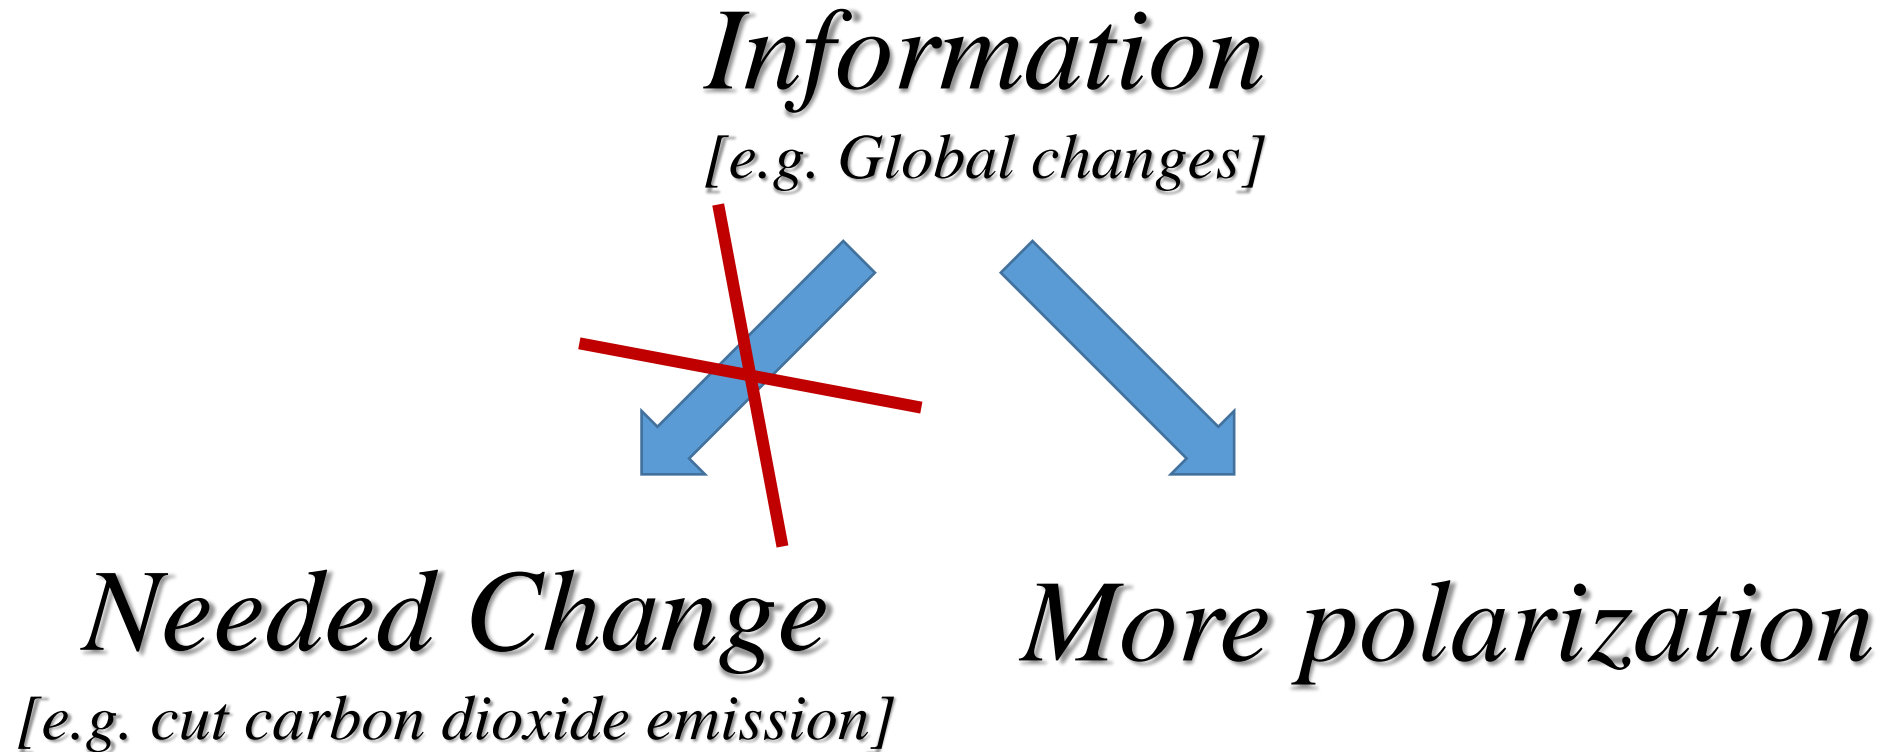 Information
[e.g. Global changes]
Needed Change
More polarization
[e.g. cut carbon dioxide emission]